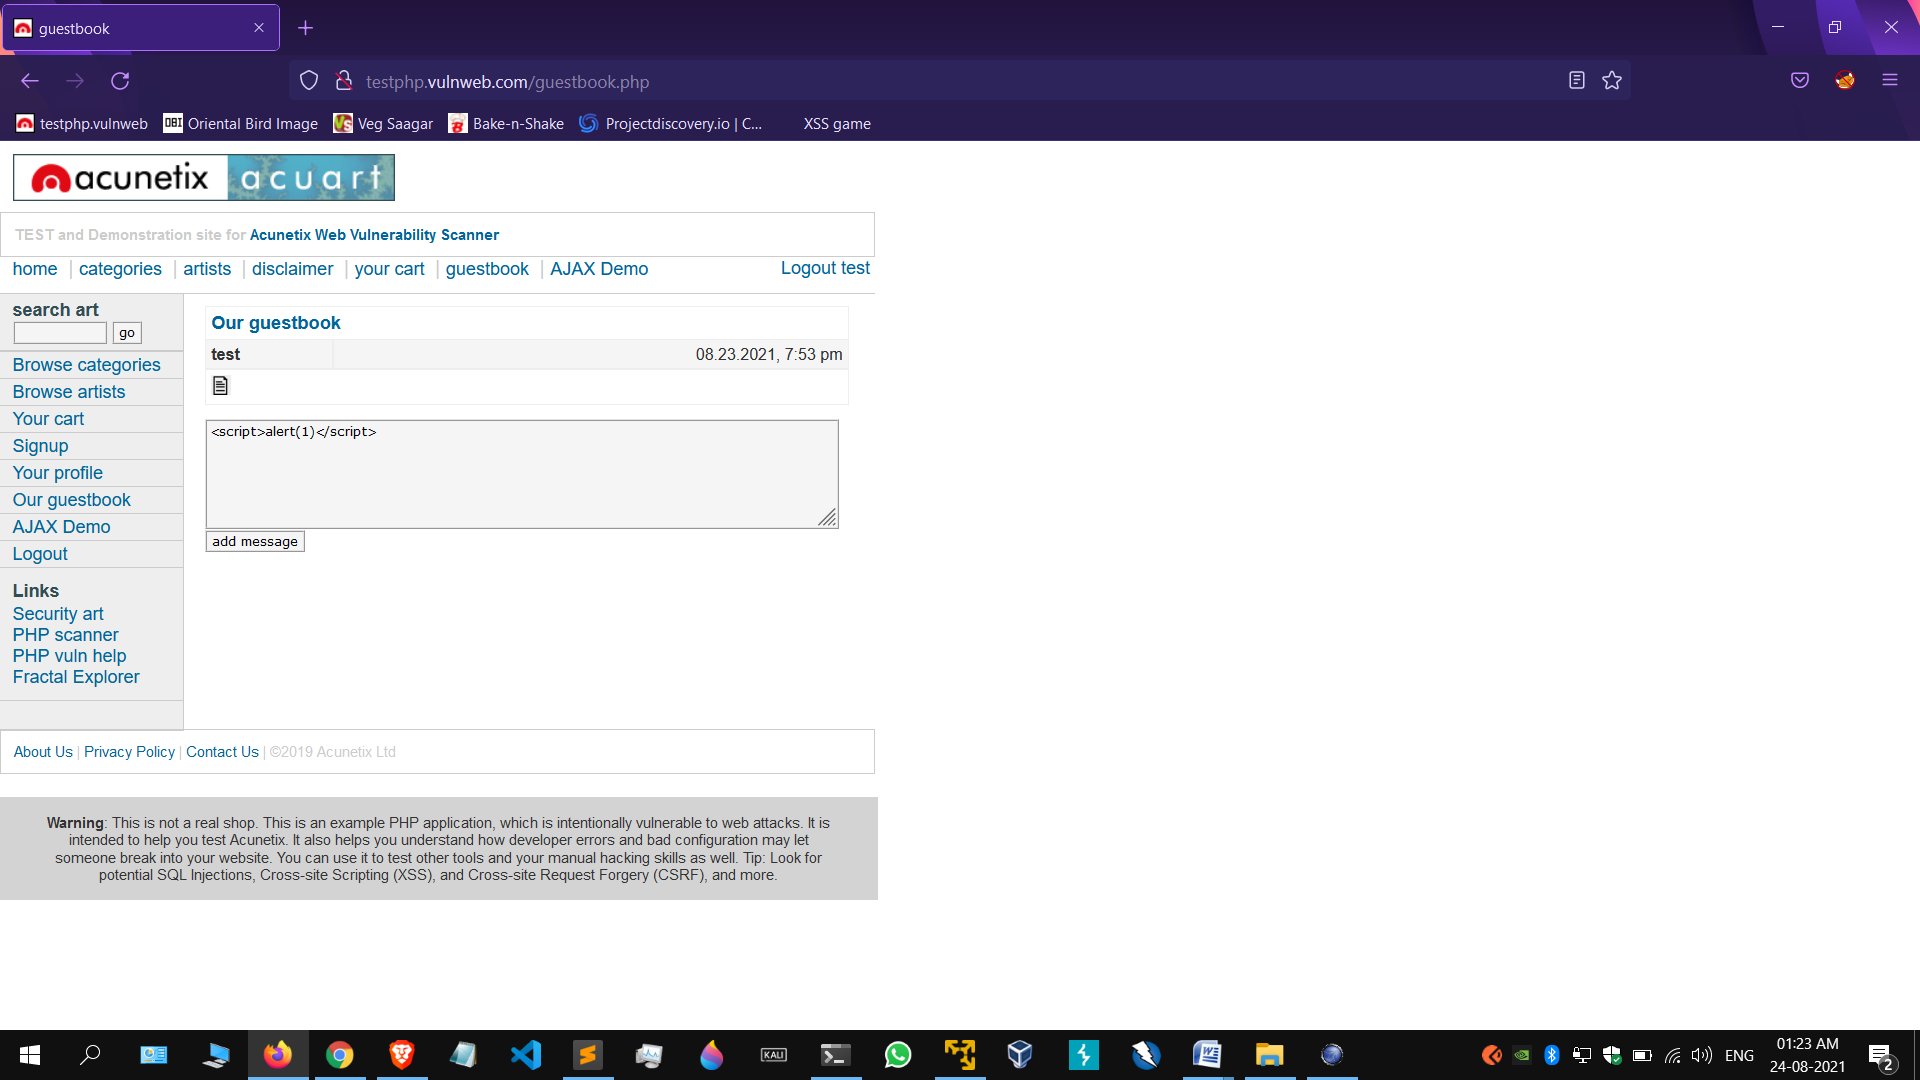 guestbook
testphp.vulnweb.com/guestbook.php
testphp.vulnweb
OBI Oriental Bird Image
Veg Saagar
Bake-n-Shake
Projectdiscovery.io | C...
XSS game
acunetix acuart
TEST and Demonstration site for Acunetix Web Vulnerability Scanner
home | categories | artists | disclaimer | your cart | guestbook | AJAX Demo
Logout test
search art
go
Browse categories
Browse artists
Your cart
Signup
Your profile
Our guestbook
AJAX Demo
Logout
Links
Security art
PHP scanner
PHP vuln help
Fractal Explorer
Our guestbook
test 08.23.2021, 7:53 pm
<script>alert(1)</script>
add message
About Us | Privacy Policy | Contact Us | ©2019 Acunetix Ltd
Warning: This is not a real shop. This is an example PHP application, which is intentionally vulnerable to web attacks. It is
intended to help you test Acunetix. It also helps you understand how developer errors and bad configuration may let
someone break into your website. You can use it to test other tools and your manual hacking skills as well. Tip: Look for
potential SQL Injections, Cross-site Scripting (XSS), and Cross-site Request Forgery (CSRF), and more.
KALI
ENG
01:23 AM
24-08-2021
2